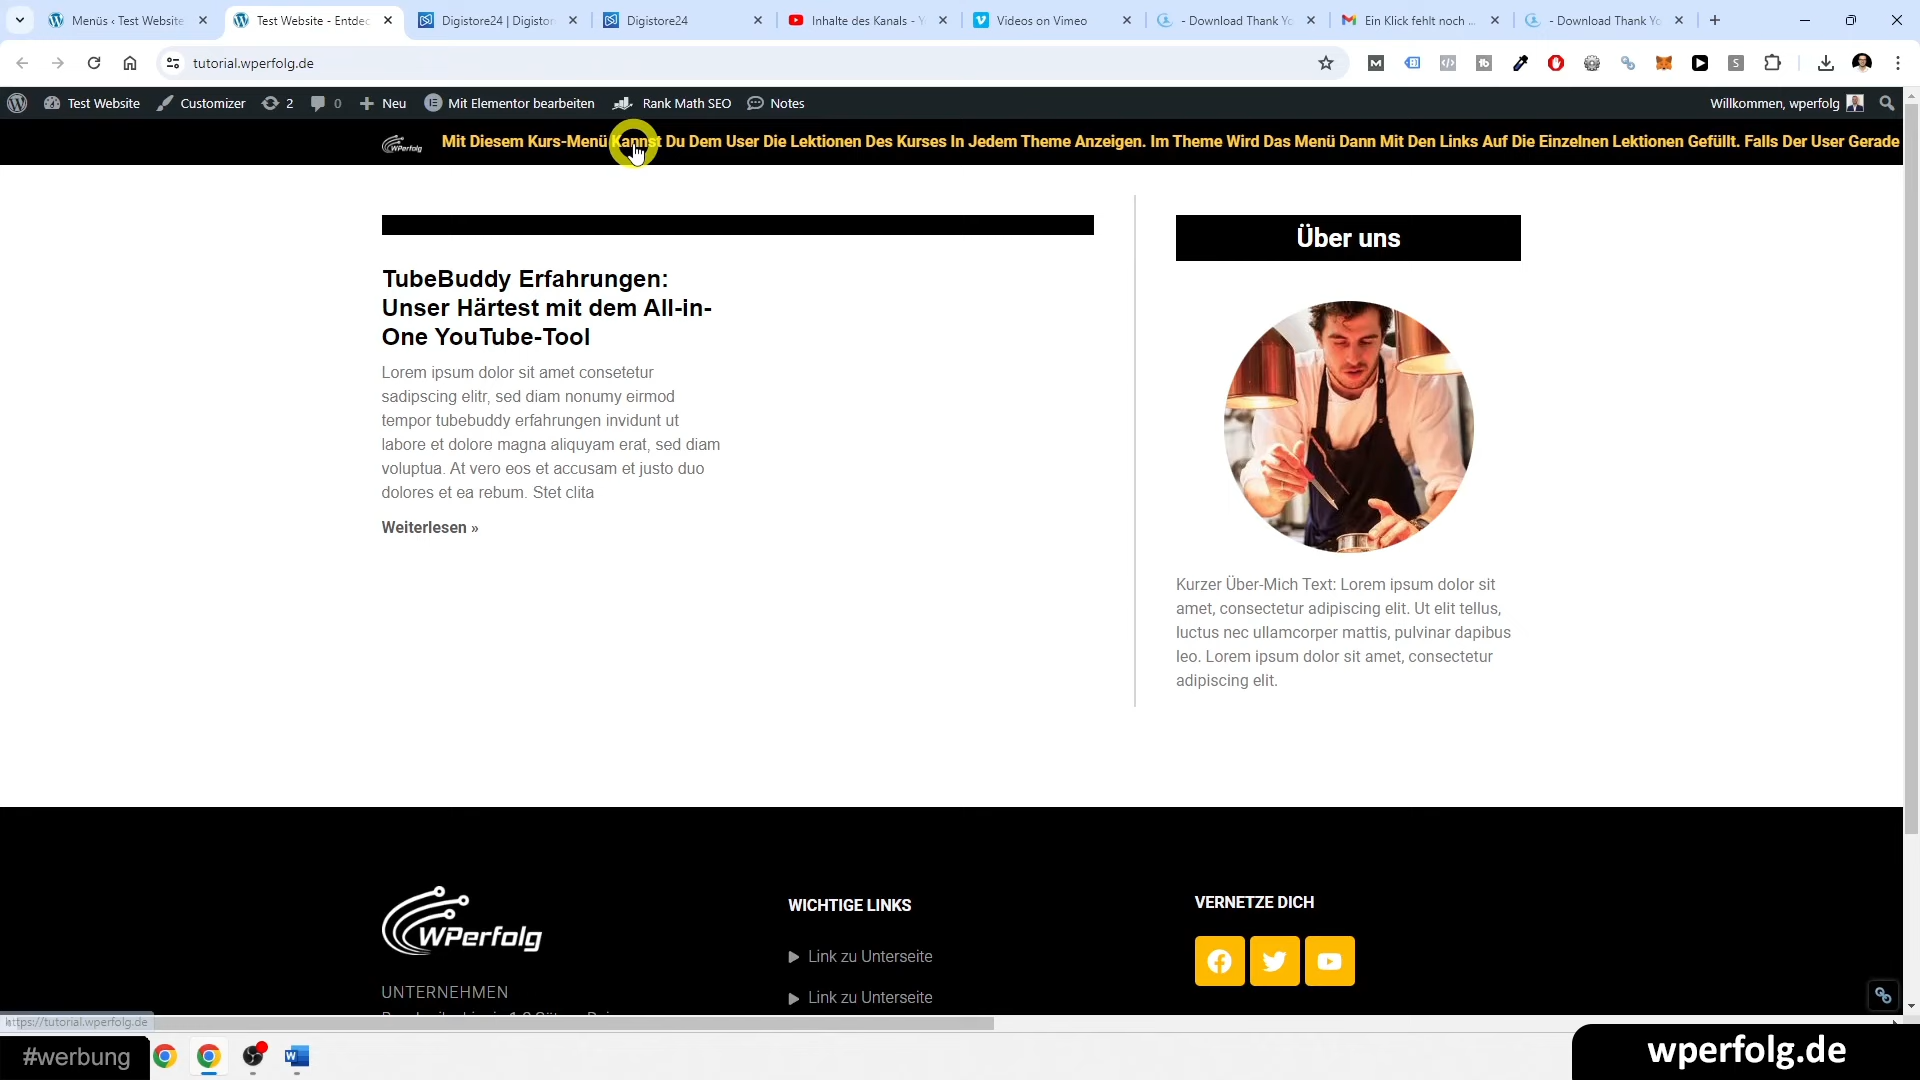 Menüs ‹ Test Website
Test Website - Entdec
Digistore24 | Digiston
Digistore24
Inhalte des Kanals - Y
Videos on Vimeo
- Download Thank Yo
Ein Klick fehlt noch ...
- Download Thank Yo
tutorial.wperfolg.de
Test Website
Customizer
2
0
Neu
Mit Elementor bearbeiten
Rank Math SEO
Notes
Willkommen, wperfolg
WPerfolg
Mit Diesem Kurs-Menü Kannst Du Dem User Die Lektionen Des Kurses In Jedem Theme Anzeigen. Im Theme Wird Das Menü Dann Mit Den Links Auf Die Einzelnen Lektionen Gefüllt. Falls Der User Gerade
TubeBuddy Erfahrungen:
Unser Härtest mit dem All-in-
One YouTube-Tool
Lorem ipsum dolor sit amet consetetur
sadipscing elitr, sed diam nonumy eirmod
tempor tubebuddy erfahrungen invidunt ut
labore et dolore magna aliquyam erat, sed diam
voluptua. At vero eos et accusam et justo duo
dolores et ea rebum. Stet clita
Weiterlesen »
Über uns
Kurzer Über-Mich Text: Lorem ipsum dolor sit
amet, consectetur adipiscing elit. Ut elit tellus,
luctus nec ullamcorper mattis, pulvinar dapibus
leo. Lorem ipsum dolor sit amet, consectetur
adipiscing elit.
WPerfolg
UNTERNEHMEN
WICHTIGE LINKS
Link zu Unterseite
Link zu Unterseite
VERNETZE DICH
https://tutorial.wperfolg.de
#werbung
wperfolg.de